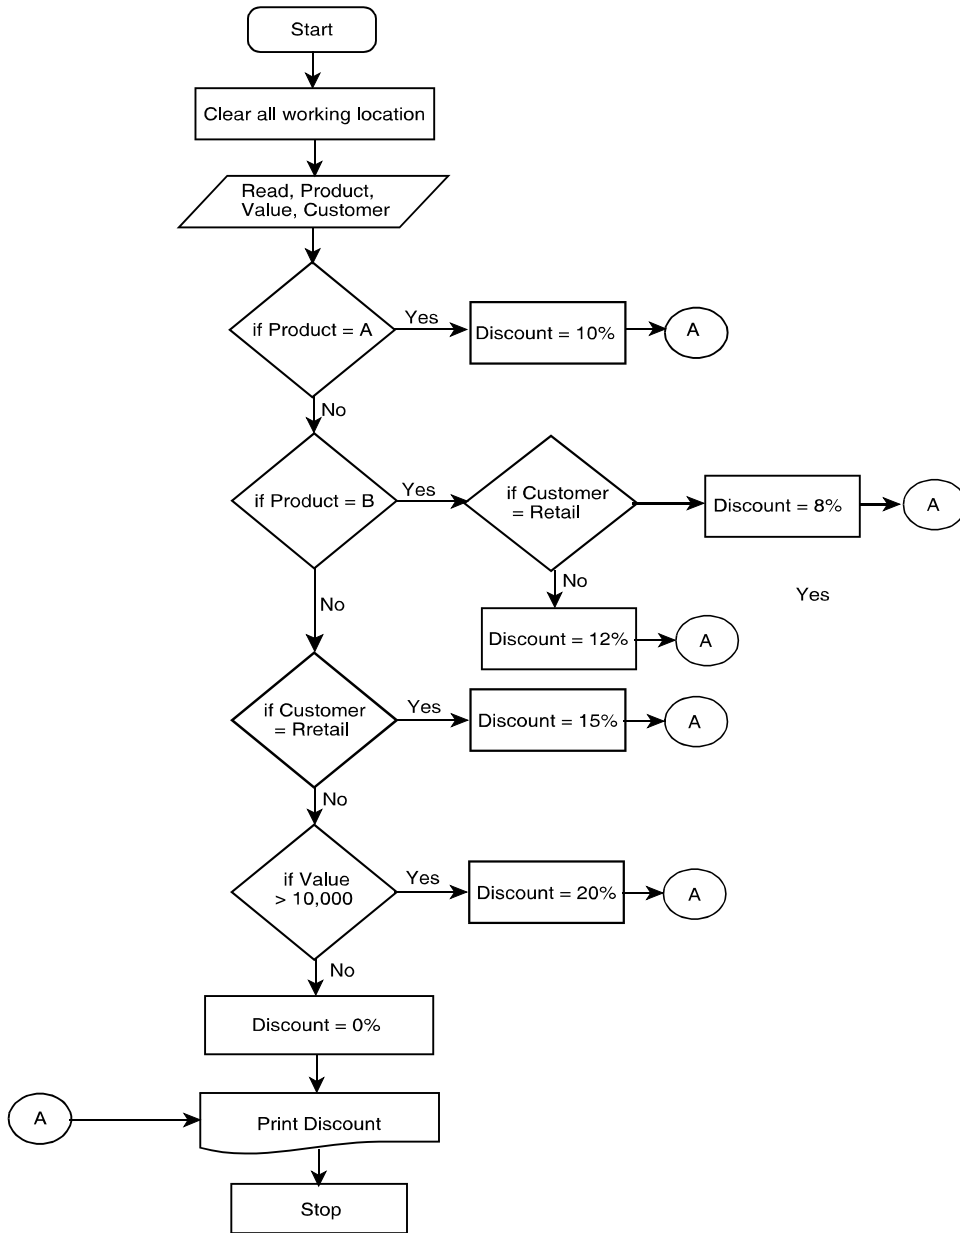 Start
Clear all working location
Read, Product,
Value, Customer
if Product = A
Yes
Discount = 10%
A
No
if Product = B
Yes
if Customer
= Retail
Discount = 8%
A
No
Yes
Discount = 12%
A
No
if Customer
= Rretail
Yes
Discount = 15%
A
No
if Value
> 10,000
Yes
Discount = 20%
A
No
Discount = 0%
A
Print Discount
Stop